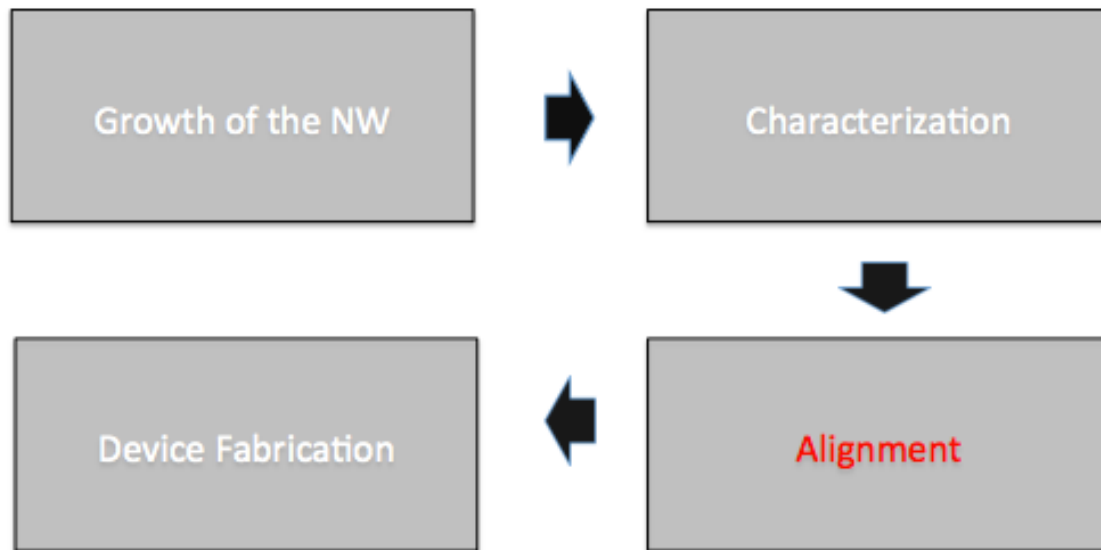 Growth of the NW
Characterization
Alignment
Device Fabrication